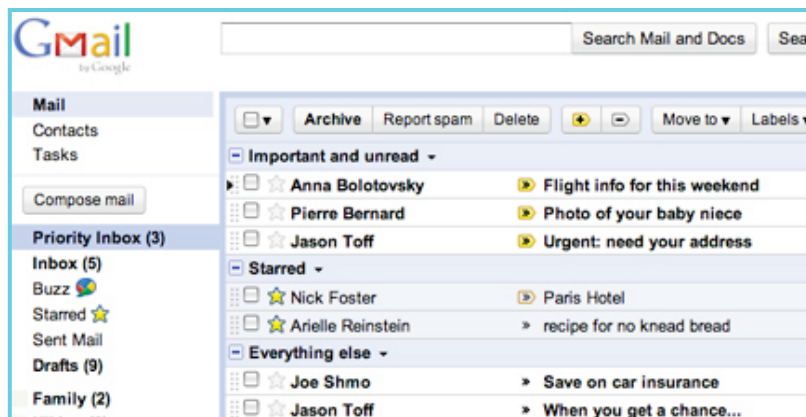 Gmail
by Google
Search Mail and Docs
Sea
Mail
Contacts
Tasks
Compose mail
Priority Inbox (3)
Inbox (5)
Buzz
Starred
Sent Mail
Drafts (9)
Family (2)
Archive Report spam Delete Move to Labels
Important and unread
Anna Bolotovsky Flight info for this weekend
Pierre Bernard Photo of your baby niece
Jason Toff Urgent: need your address
Starred
Nick Foster Paris Hotel
Arielle Reinstein recipe for no knead bread
Everything else
Joe Shmo Save on car insurance
Jason Toff When you get a chance...